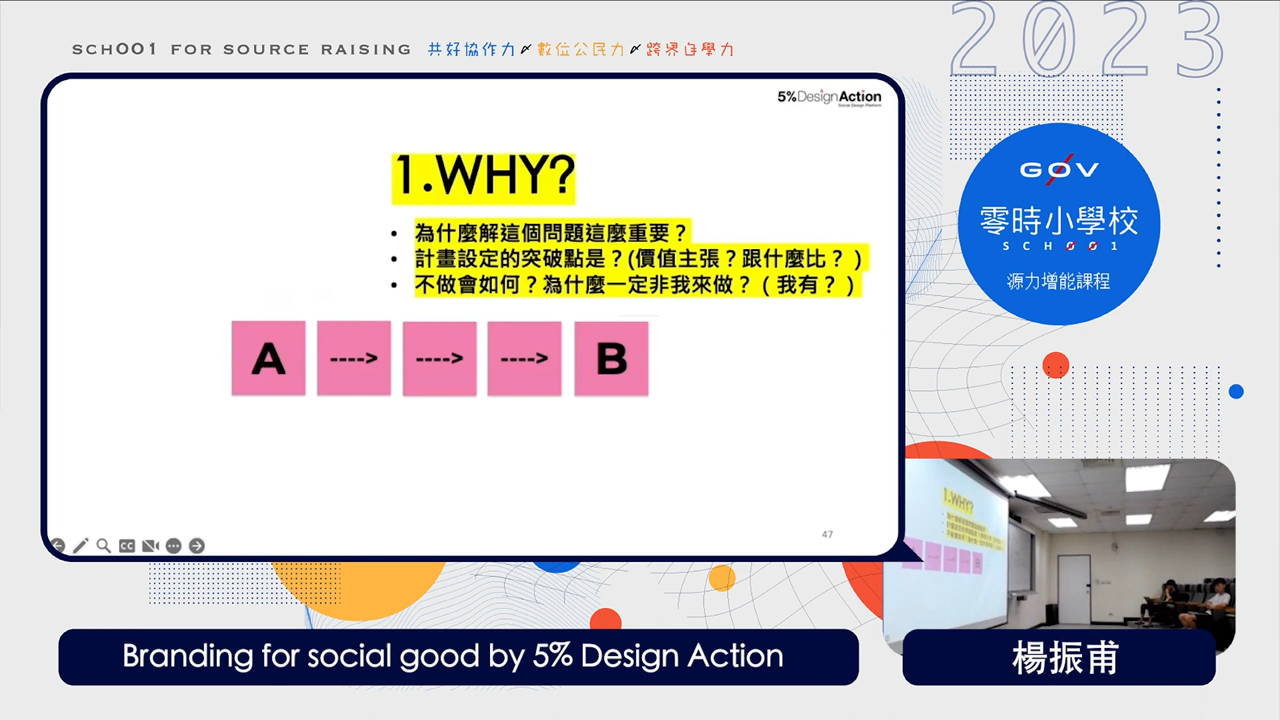 SCH001 FOR SOURCE RAISING 共好協作力 數位公民力 跨界自學力
2023
5%DesignAction
Social Design Platform
1.WHY?
• 為什麼解這個問題這麼重要？
• 計畫設定的突破點是？(價值主張？跟什麼比？)
• 不做會如何？為什麼一定非我來做？（我有？）
A ----> ----> ----> B
47
CC
G0V
零時小學校
SCH001
源力增能課程
1.WHY?
Branding for social good by 5% Design Action
楊振甫